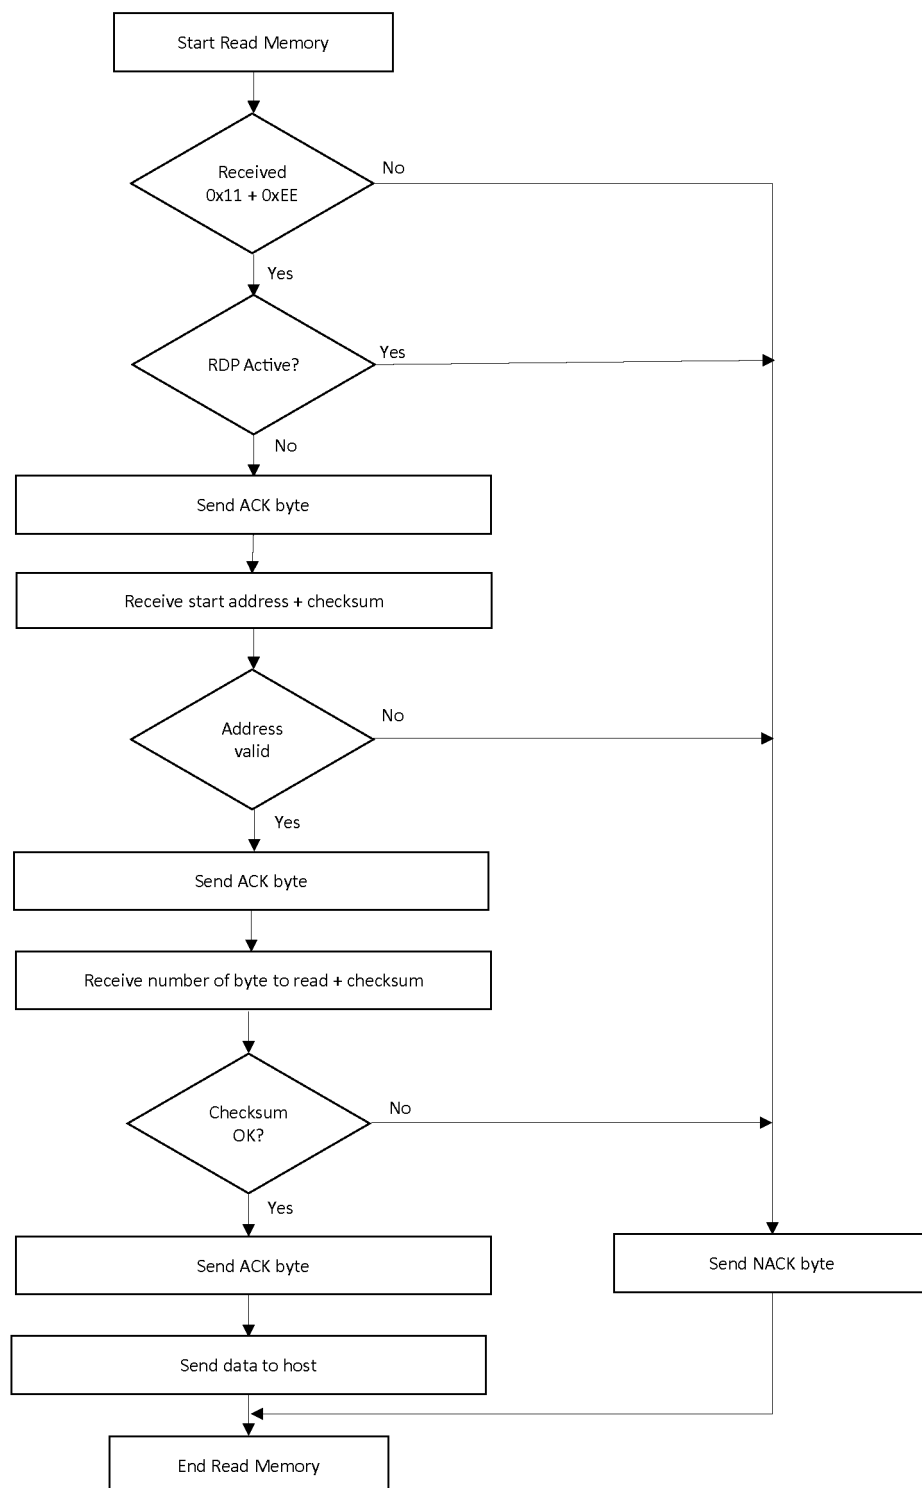 Start Read Memory
Received
0x11 + 0xEE
No
Yes
RDP Active?
Yes
No
Send ACK byte
Receive start address + checksum
Address
valid
No
Yes
Send ACK byte
Receive number of byte to read + checksum
Checksum
OK?
No
Yes
Send ACK byte
Send NACK byte
Send data to host
End Read Memory